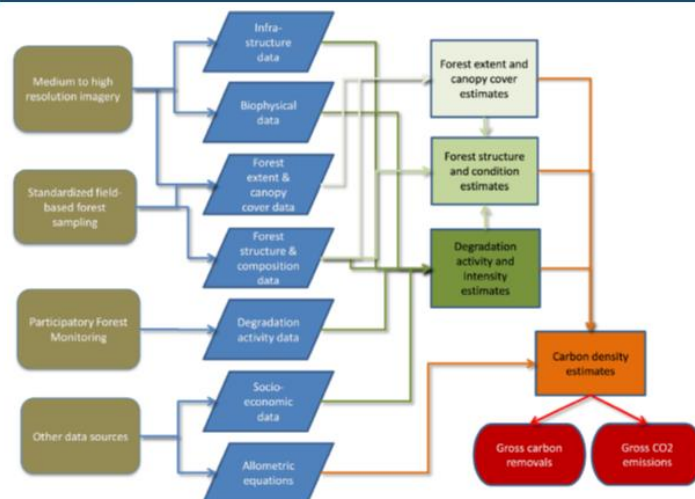 Medium to high
resolution imagery
Standardized field-
based forest
sampling
Participatory Forest
Monitoring
Other data sources
Infra-
structure
data
Biophysical
data
Forest
extent &
canopy
cover data
Forest
structure &
composition
data
Degradation
activity data
Socio-
economic
data
Allometric
equations
Forest extent and
canopy cover
estimates
Forest structure
and condition
estimates
Degradation
activity and
intensity
estimates
Carbon density
estimates
Gross carbon
removals
Gross CO2
emissions